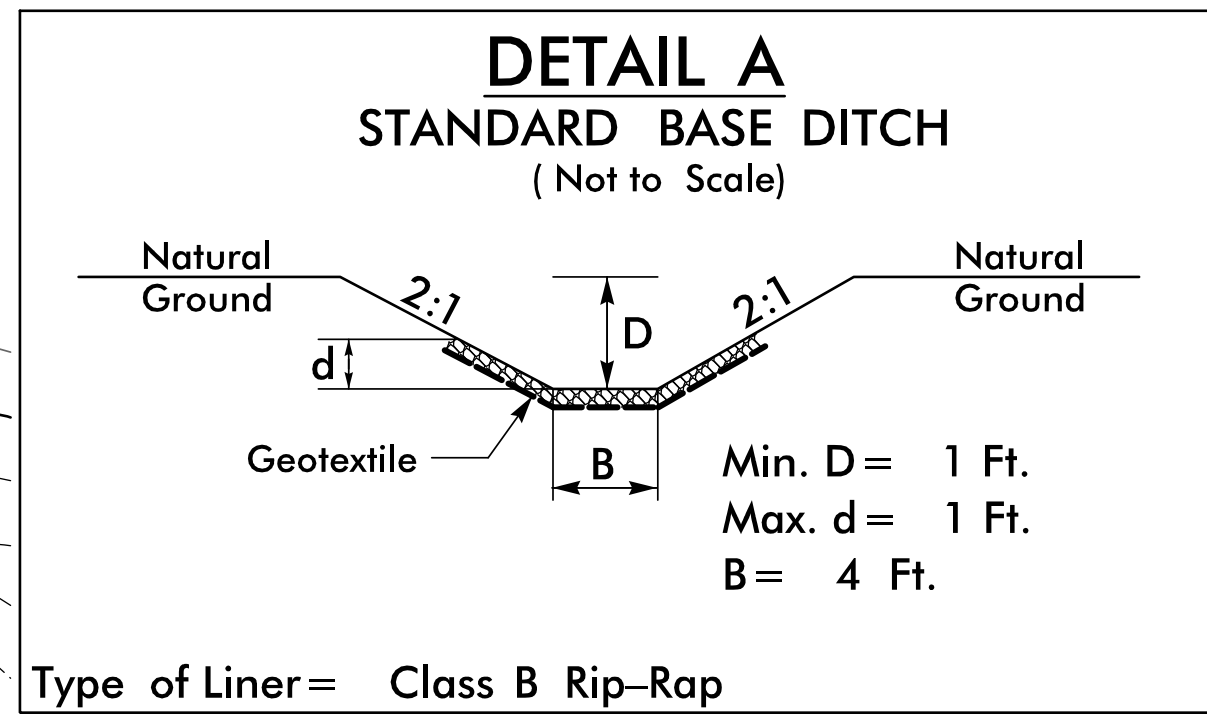 DETAIL A
STANDARD BASE DITCH
( Not to Scale)
Natural
Ground
2:1
D
2:1
Natural
Ground
d
Geotextile
B
Min. D = 1 Ft.
Max. d = 1 Ft.
B = 4 Ft.
Type of Liner = Class B Rip-Rap